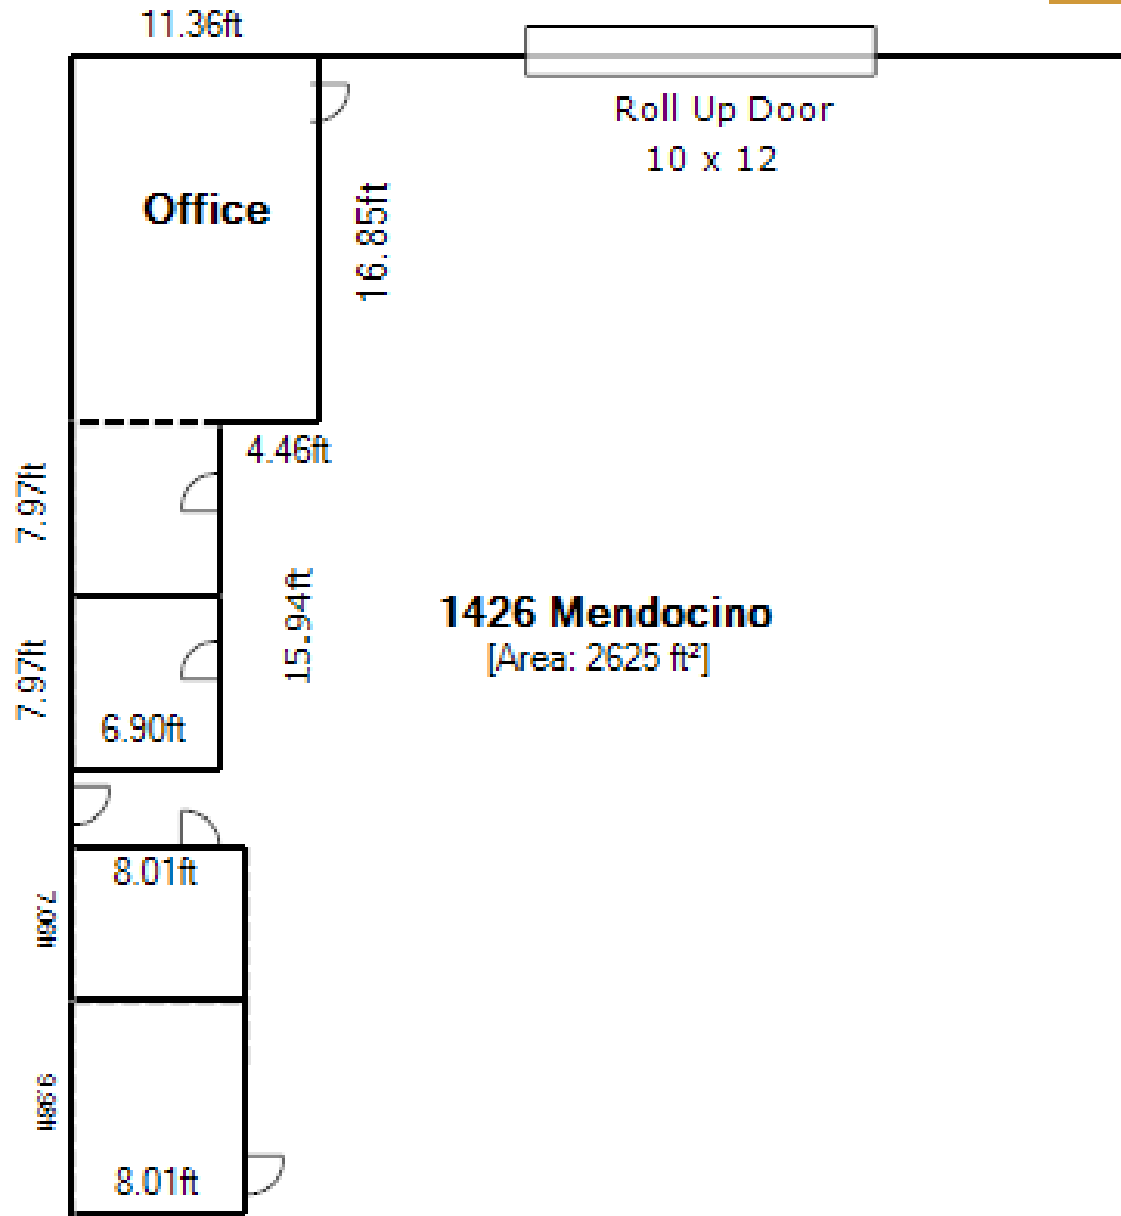 11.36ft
Roll Up Door
10 x 12
Office
16.85ft
4.46ft
7.97ft
15.94ft
1426 Mendocino
[Area: 2625 ft²]
7.97ft
6.90ft
8.01ft
8.01ft